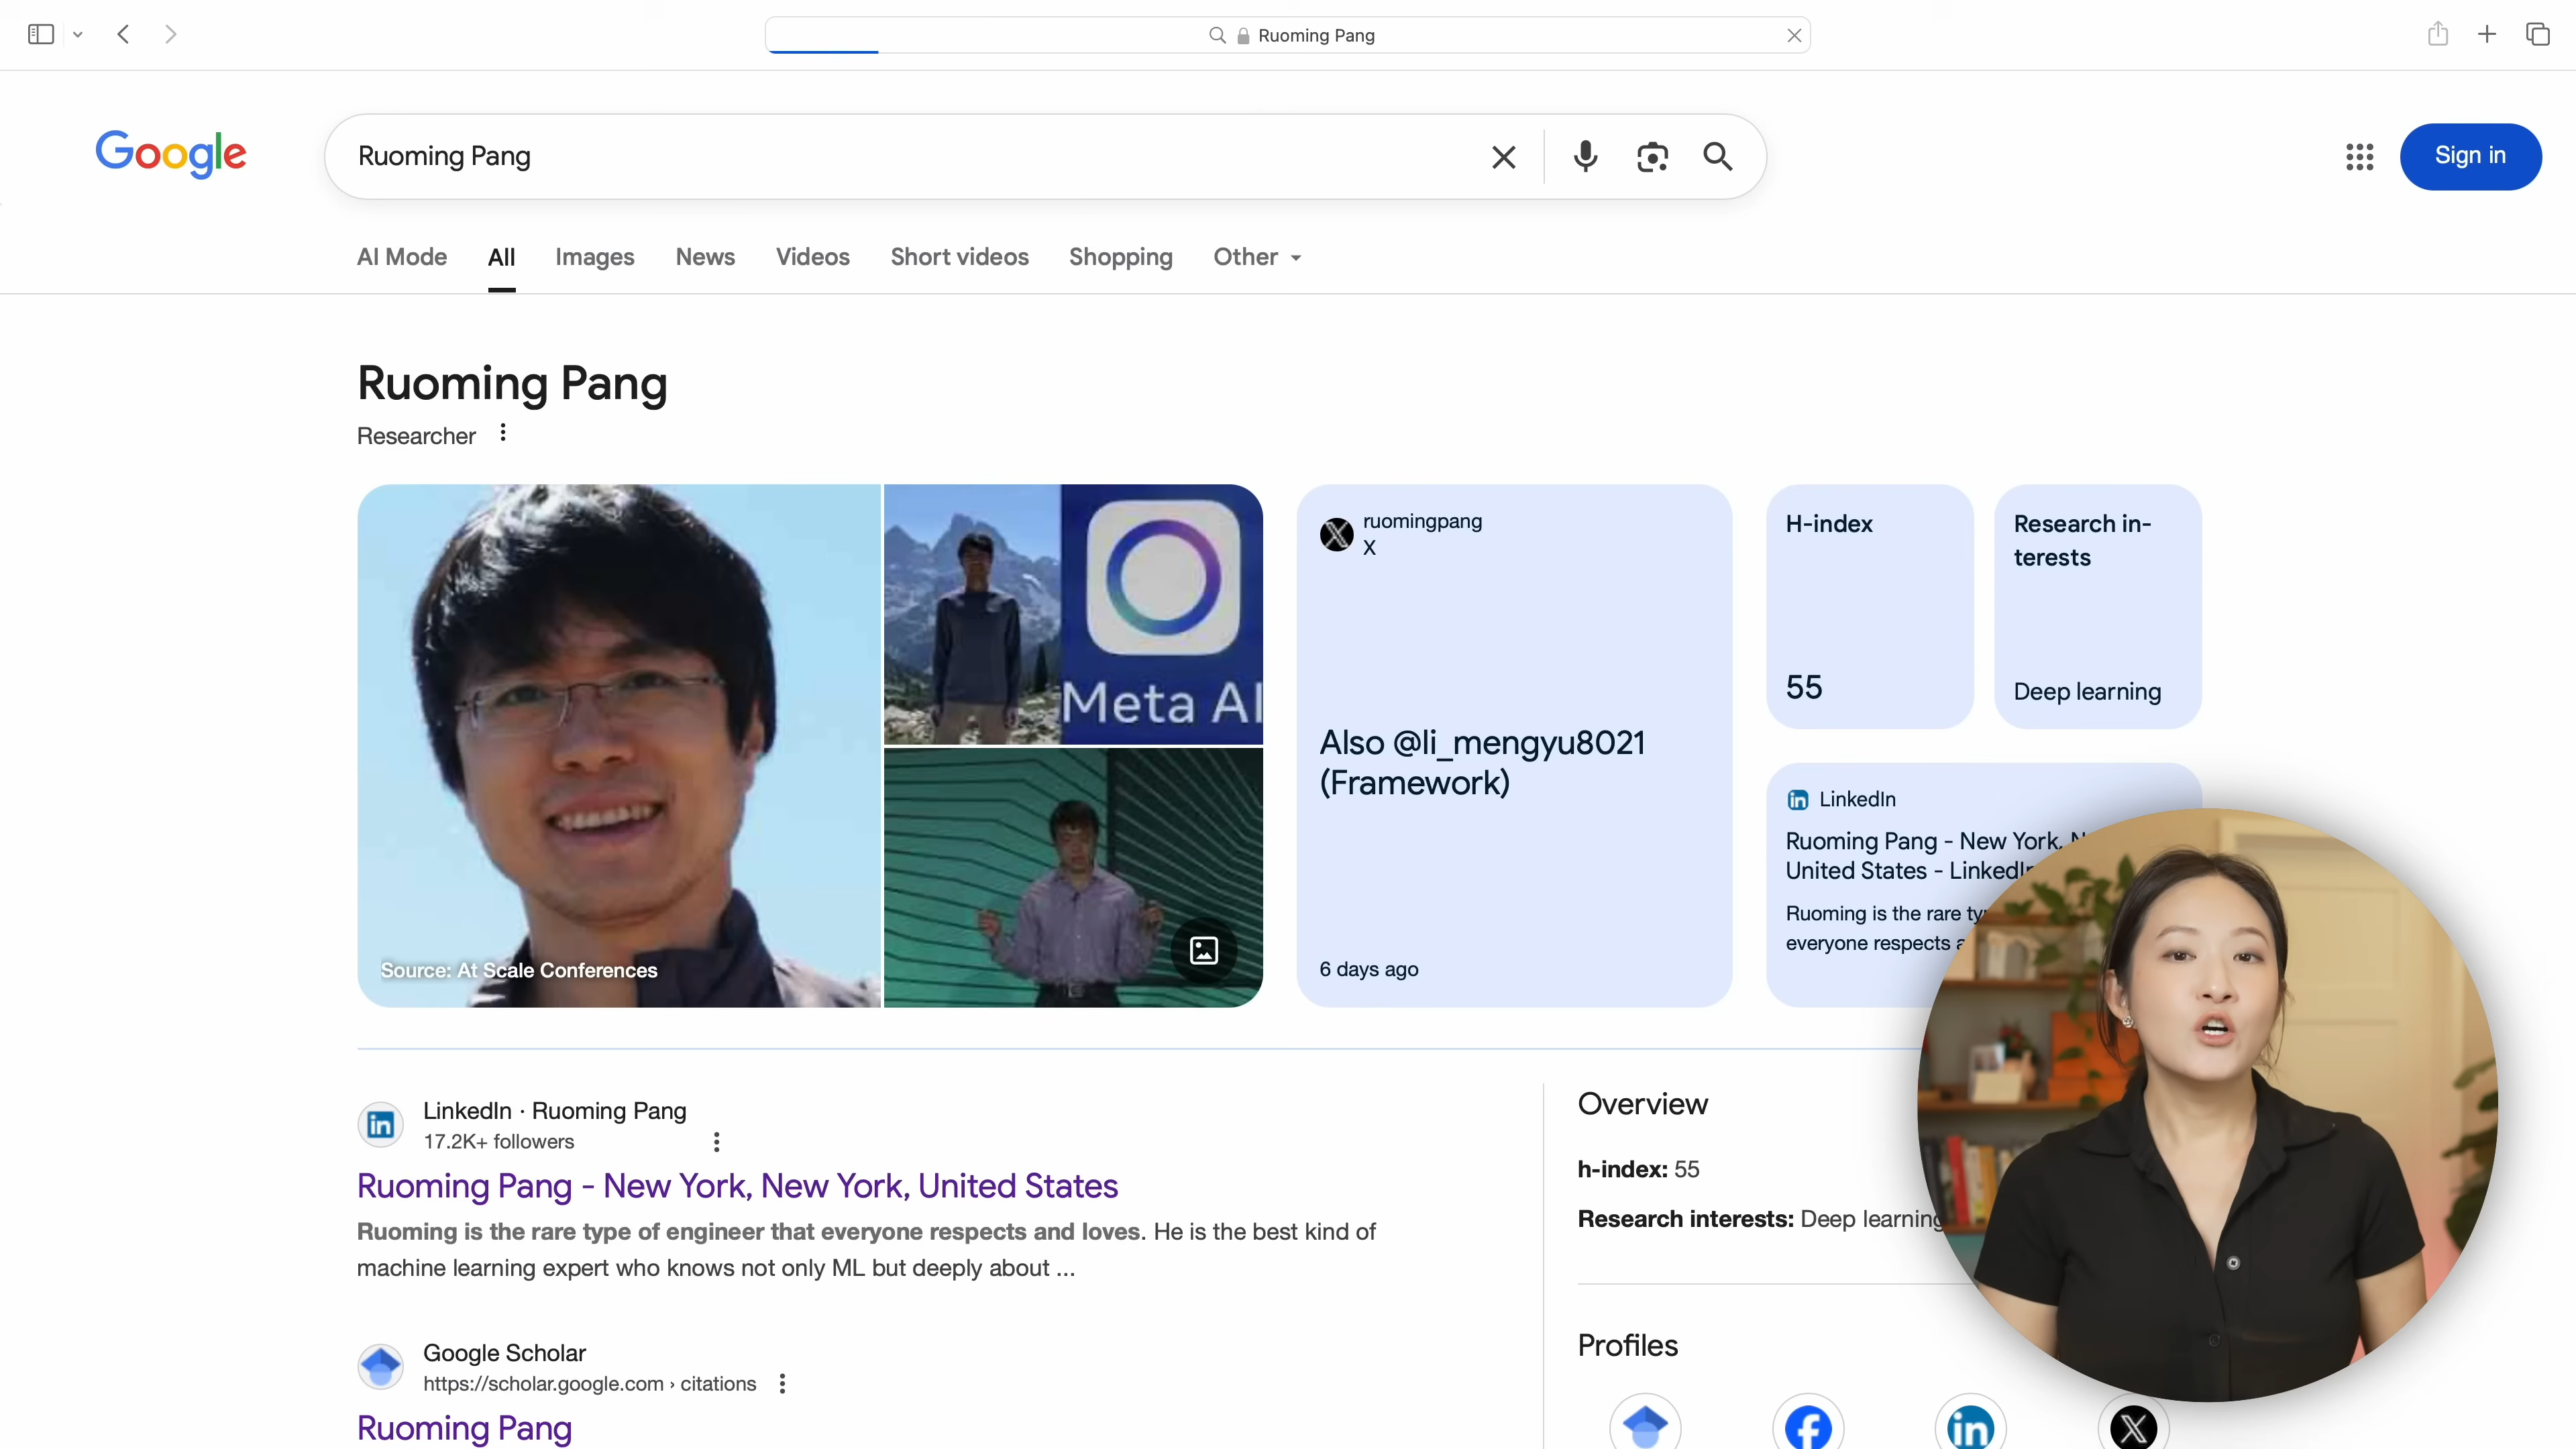 Ruoming Pang
Google
Ruoming Pang
Sign in
AI Mode
All
Images
News
Videos
Short videos
Shopping
Other
Ruoming Pang
Researcher
Meta AI
Source: At Scale Conferences
ruomingpang
X
Also @li_mengyu8021
(Framework)
6 days ago
H-index
55
Research in-
terests
Deep learning
LinkedIn
Ruoming Pang - New York,
United States - LinkedIn
Ruoming is the rare
everyone respects
LinkedIn · Ruoming Pang
17.2K+ followers
Ruoming Pang - New York, New York, United States
Ruoming is the rare type of engineer that everyone respects and loves. He is the best kind of
machine learning expert who knows not only ML but deeply about ...
Google Scholar
https://scholar.google.com › citations
Ruoming Pang
Overview
h-index: 55
Research interests: Deep learning
Profiles